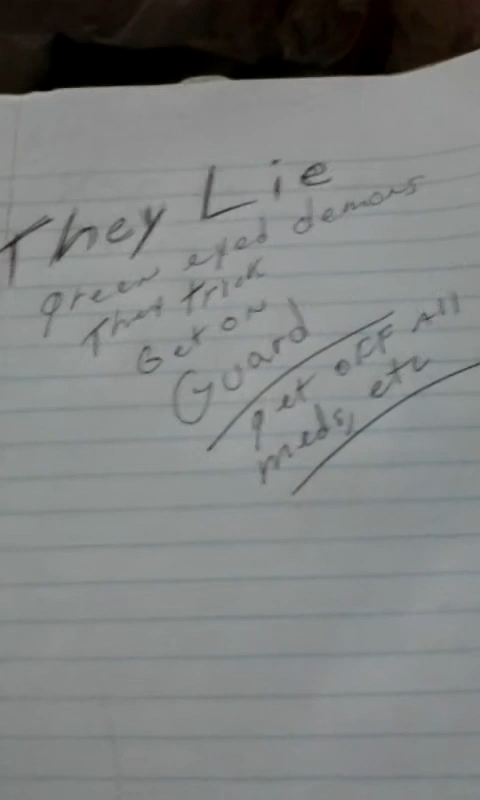 They Lie
green eyed demons
That trick
Get on
Guard
get off All
meds, etc